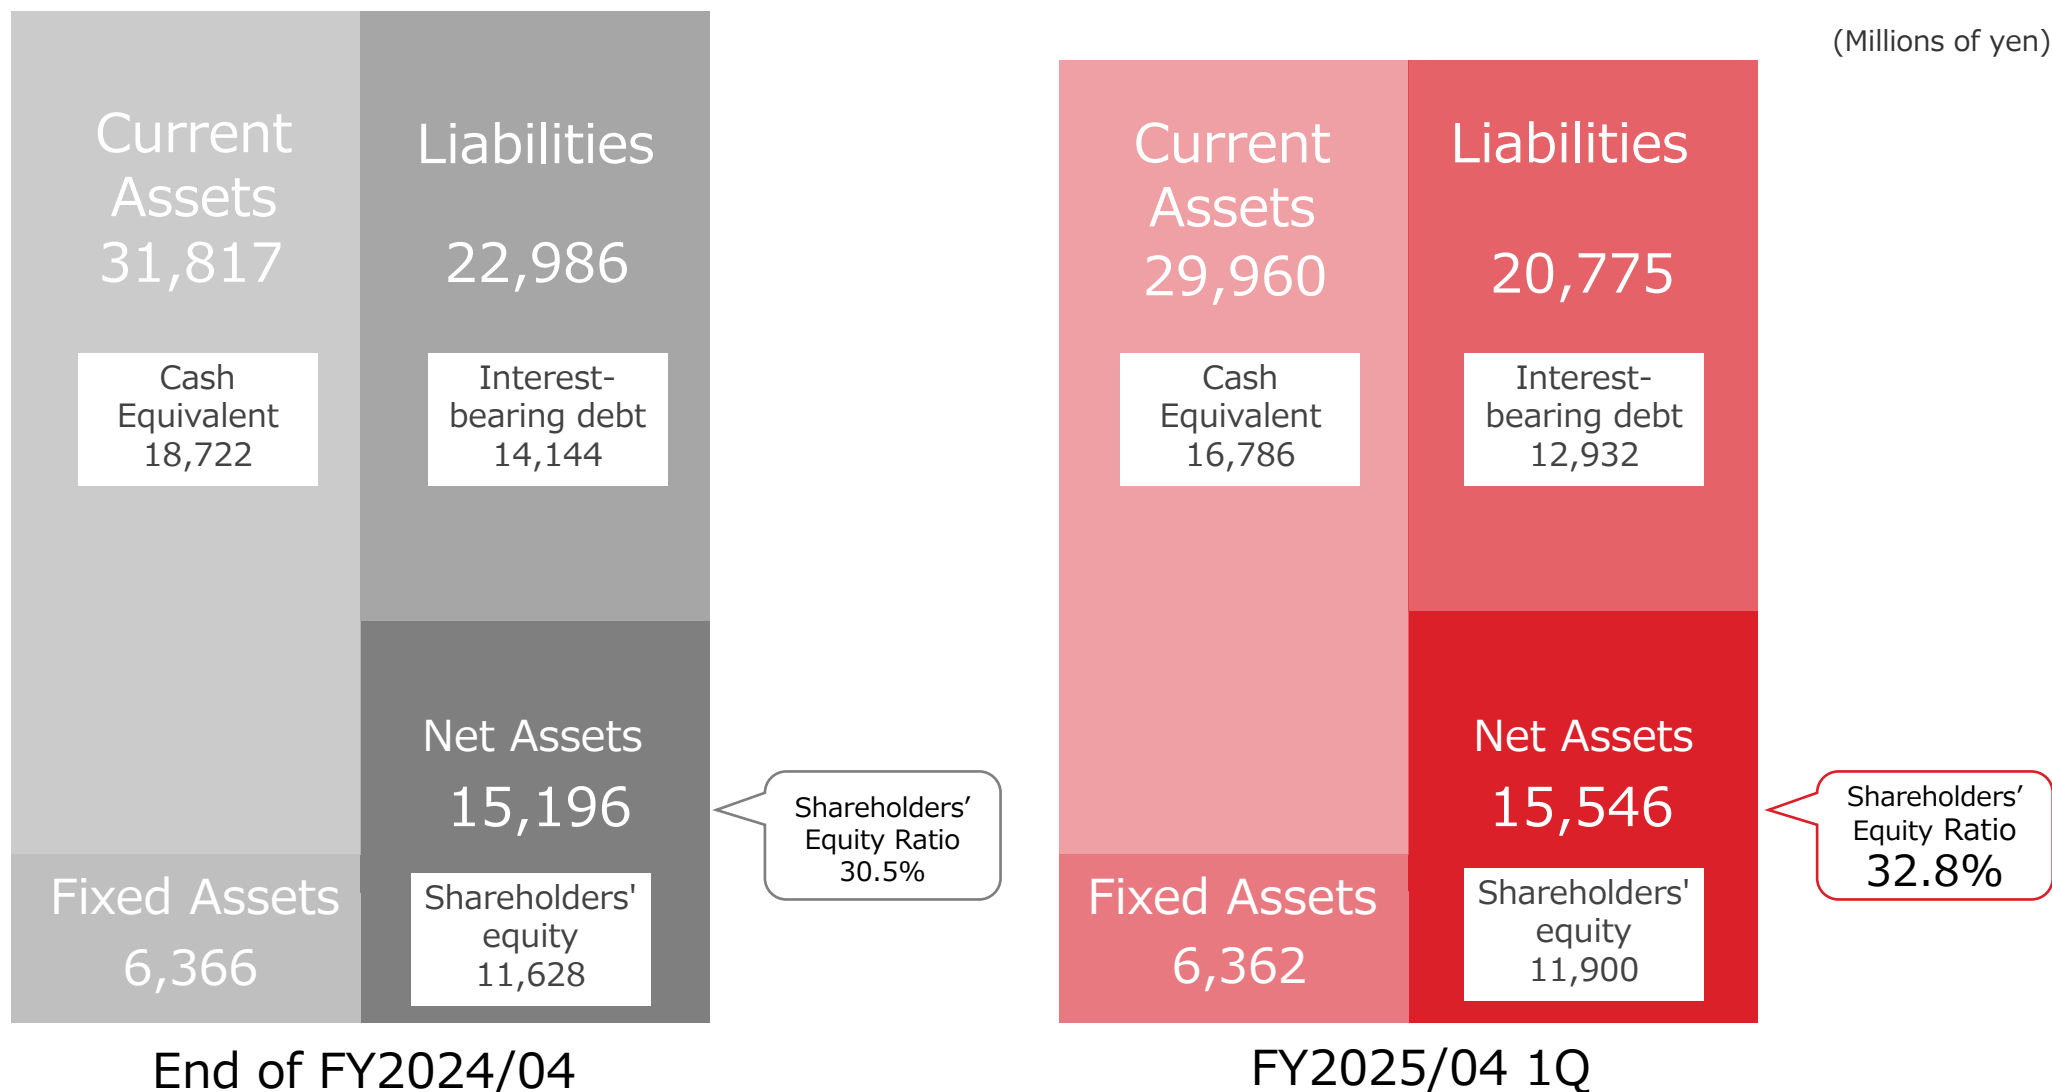 (Millions of yen)
Current
Assets
31,817
Cash
Equivalent
18,722
Liabilities
22,986
Interest-
bearing debt
14,144
Net Assets
15,196
Shareholders'
equity
11,628
Fixed Assets
6,366
Shareholders’
Equity Ratio
30.5%
End of FY2024/04
Current
Assets
29,960
Cash
Equivalent
16,786
Liabilities
20,775
Interest-
bearing debt
12,932
Net Assets
15,546
Shareholders'
equity
11,900
Fixed Assets
6,362
Shareholders’
Equity Ratio
32.8%
FY2025/04 1Q